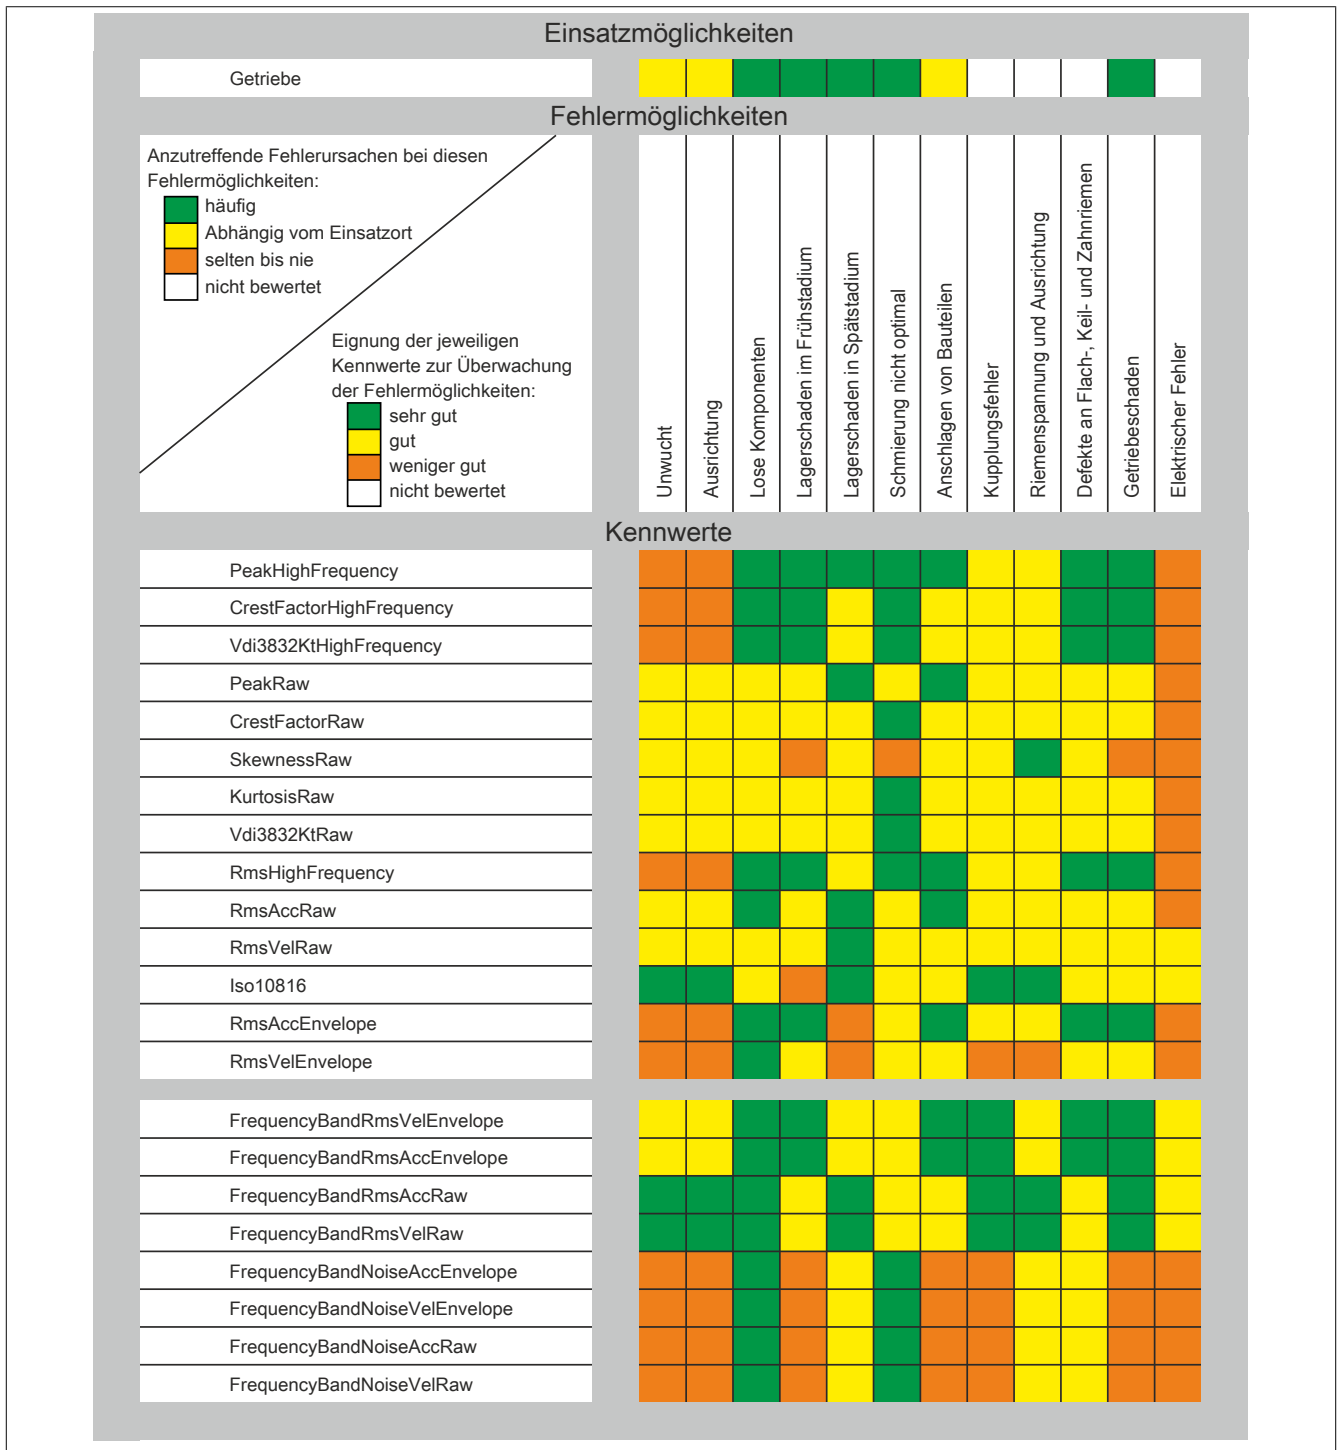 Einsatzmöglichkeiten
Getriebe
Fehlermöglichkeiten
Anzutreffende Fehlerursachen bei diesen
Fehlermöglichkeiten:
häufig
Abhängig vom Einsatzort
selten bis nie
nicht bewertet
Eignung der jeweiligen
Kennwerte zur Überwachung
der Fehlermöglichkeiten:
sehr gut
gut
weniger gut
nicht bewertet
Unwucht
Ausrichtung
Lose Komponenten
Lagerschaden im Frühstadium
Lagerschaden in Spätstadium
Schmierung nicht optimal
Anschlagen von Bauteilen
Kupplungsfehler
Riemenspannung und Ausrichtung
Defekte an Flach-, Keil- und Zahnriemen
Getriebeschaden
Elektrischer Fehler
Kennwerte
PeakHighFrequency
CrestFactorHighFrequency
Vdi3832KtHighFrequency
PeakRaw
CrestFactorRaw
SkewnessRaw
KurtosisRaw
Vdi3832KtRaw
RmsHighFrequency
RmsAccRaw
RmsVelRaw
Iso10816
RmsAccEnvelope
RmsVelEnvelope
FrequencyBandRmsVelEnvelope
FrequencyBandRmsAccEnvelope
FrequencyBandRmsAccRaw
FrequencyBandRmsVelRaw
FrequencyBandNoiseAccEnvelope
FrequencyBandNoiseVelEnvelope
FrequencyBandNoiseAccRaw
FrequencyBandNoiseVelRaw